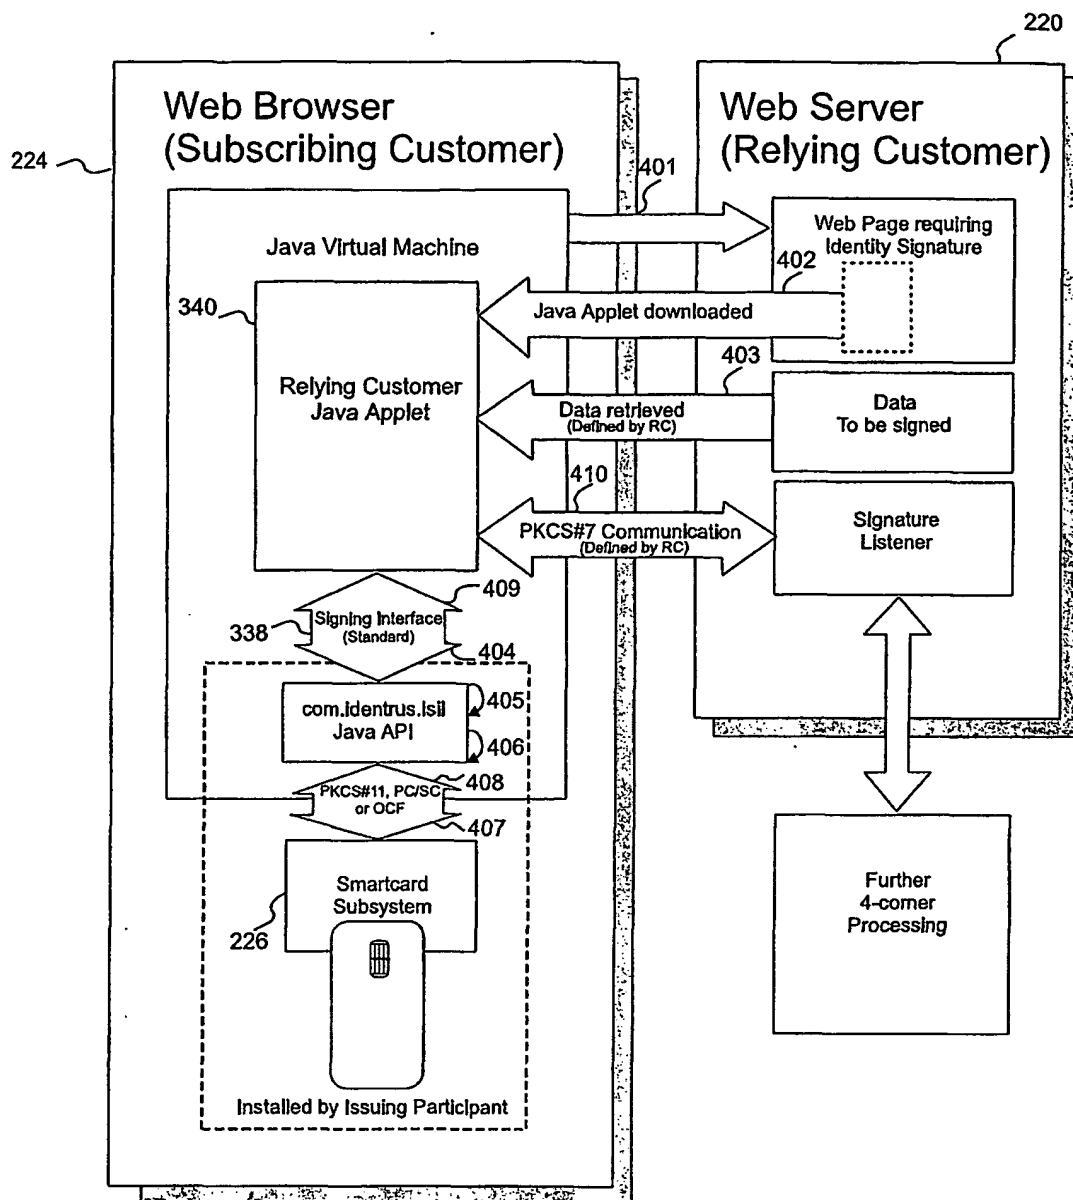 220
Web Browser
(Subscribing Customer)
Web Server
(Relying Customer)
224
401
Web Page requiring
Identity Signature
Java Virtual Machine
402
340
Java Applet downloaded
403
Relying Customer
Java Applet
Data retrieved
(Defined by RC)
Data
To be signed
410
PKCS#7 Communication
(Defined by RC)
Signature
Listener
409
338
Signing Interface
(Standard)
404
com.identrus.lsil
Java API
405
406
408
PKCS#11, PC/SC
or OCF
407
Smartcard
Subsystem
226
Further
4-corner
Processing
Installed by Issuing Participant